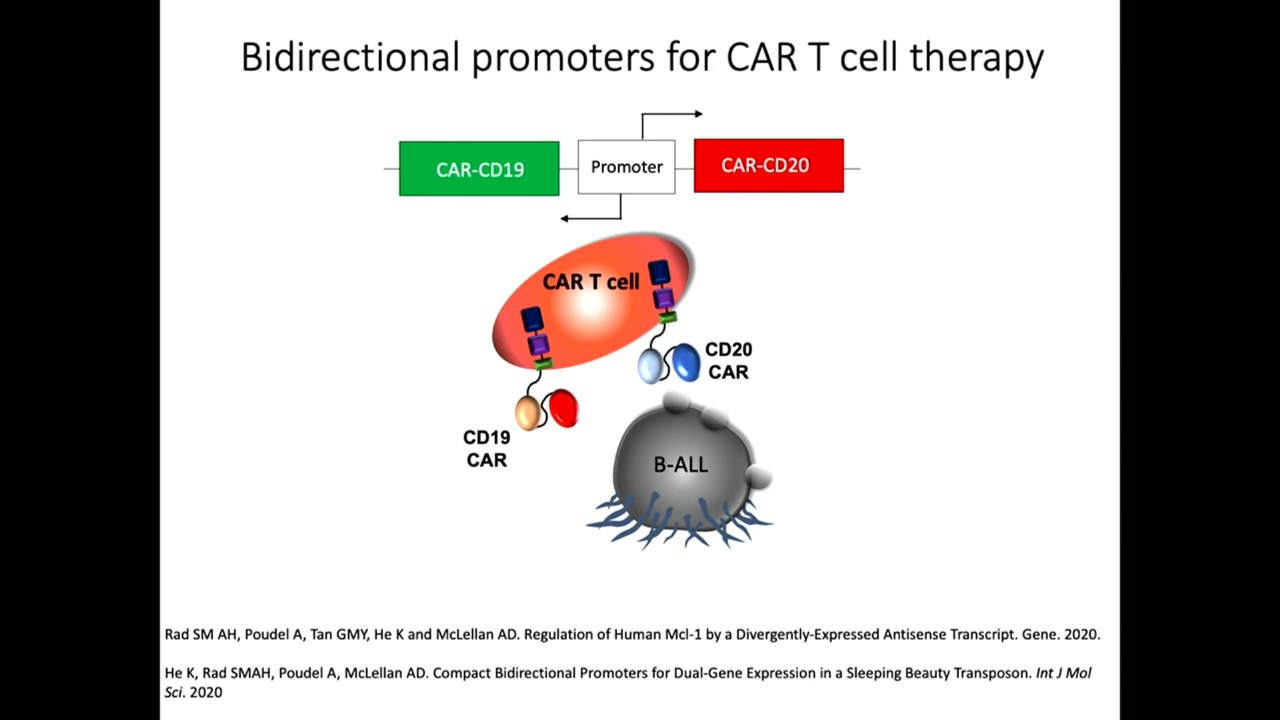 Bidirectional promoters for CAR T cell therapy
CAR-CD19
Promoter
CAR-CD20
CAR T cell
CD20
CAR
CD19
CAR
B-ALL
Rad SM AH, Poudel A, Tan GMY, He K and McLellan AD. Regulation of Human Mcl-1 by a Divergently-Expressed Antisense Transcript. Gene. 2020.
He K, Rad SMAH, Poudel A, McLellan AD. Compact Bidirectional Promoters for Dual-Gene Expression in a Sleeping Beauty Transposon. Int J Mol
Sci. 2020